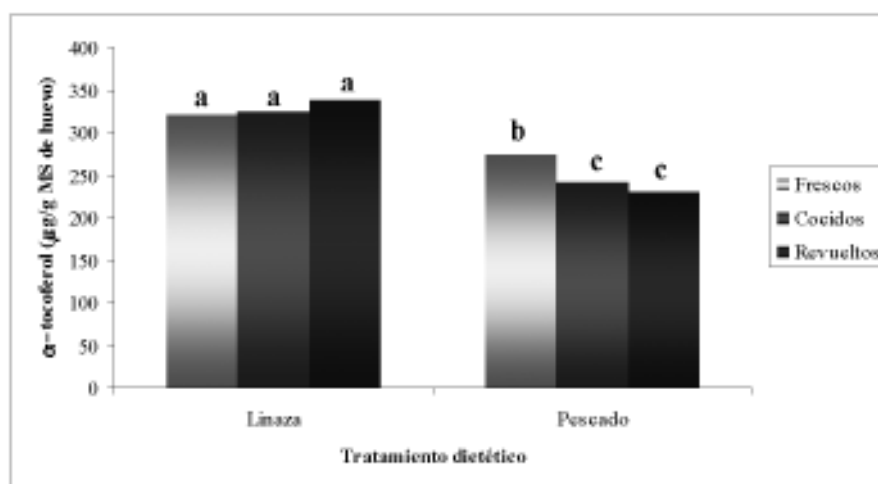 α-tocoferol (µg/g MS de huevo)
400
350
300
250
200
150
100
50
0
a
a
a
b
c
c
Linaza
Pescado
Tratamiento dietético
Frescos
Cocidos
Revueltos